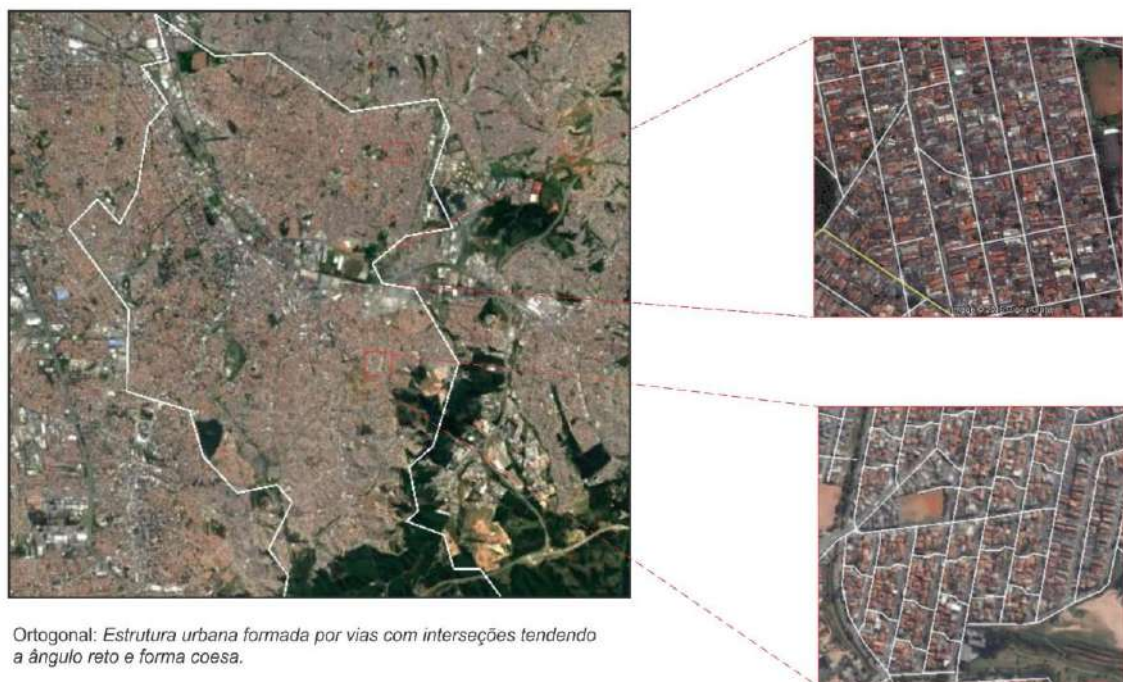 Ortogonal: Estrutura urbana formada por vias com interseções tendendo
a ângulo reto e forma coesa.